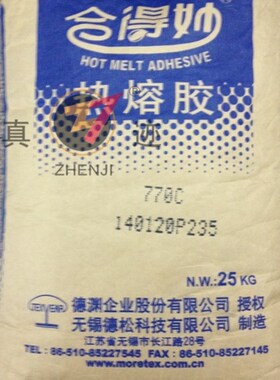 合得妙
HOT MELT ADHESIVE
热熔胶
真 迹
ZHENJI
770C
140120P235
N.W.:25 KG
德渊企业股份有限公司 授权
无锡德松科技有限公司 制造
江苏省无锡市长江路28号
TEL : 86-510-85227545 FAX : 86-510-85227145
www.moretex.com